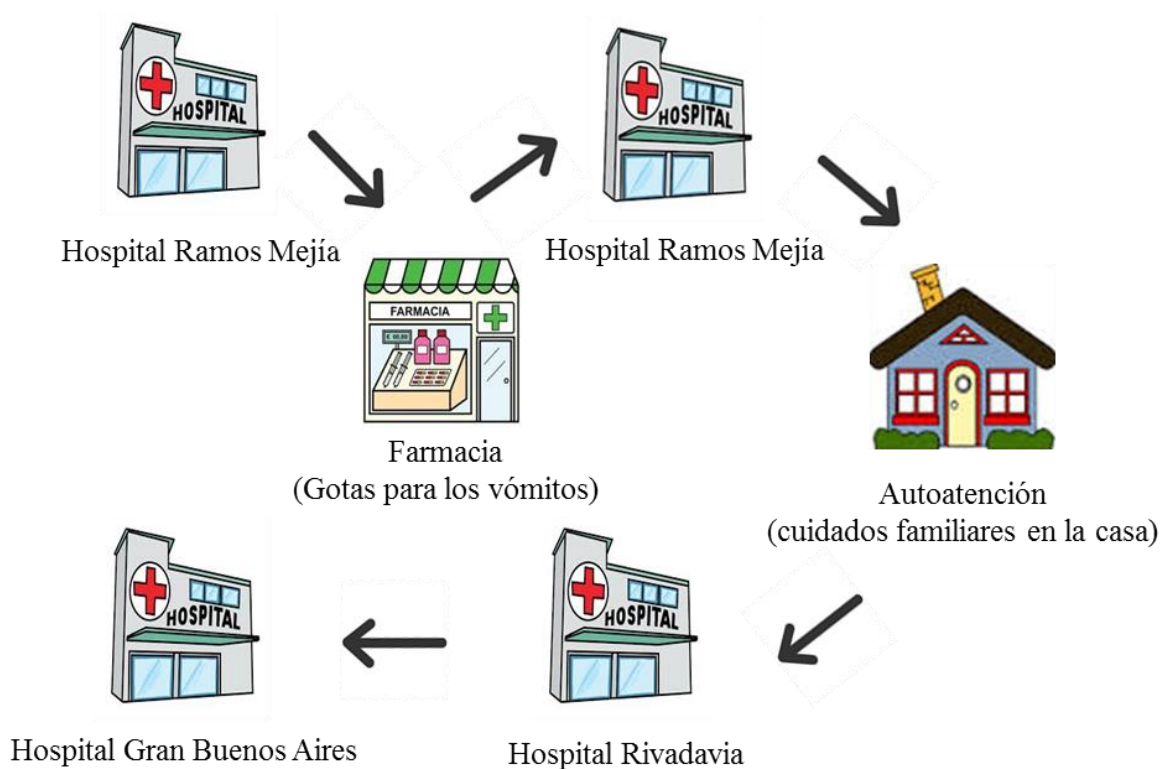 HOSPITAL
Hospital Ramos Mejía
HOSPITAL
Hospital Ramos Mejía
FARMACIA
Farmacia
(Gotas para los vómitos)
Autoatención
(cuidados familiares en la casa)
HOSPITAL
Hospital Rivadavia
HOSPITAL
Hospital Gran Buenos Aires